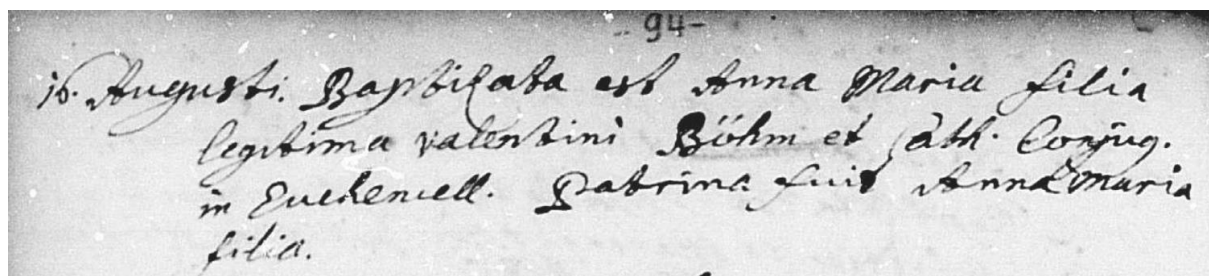 94
16. Augusti. Baptizata est Anna Maria filia
legitima Valentini Böhm et Cath. Conjug.
in Patrina fuit Anna Maria
filia.